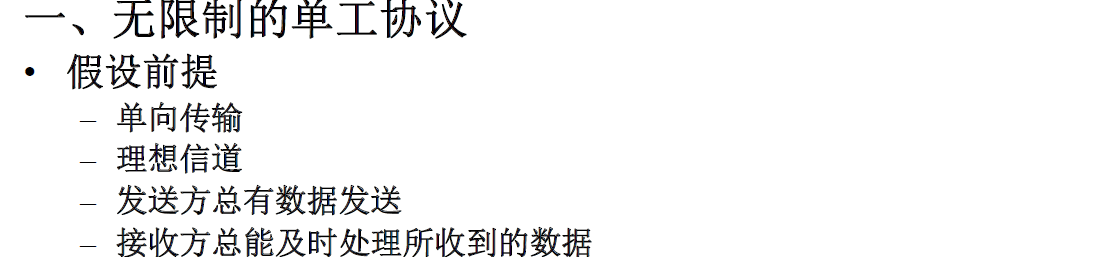 一、无限制的单工协议
• 假设前提
– 单向传输
– 理想信道
– 发送方总有数据发送
– 接收方总能及时处理所收到的数据